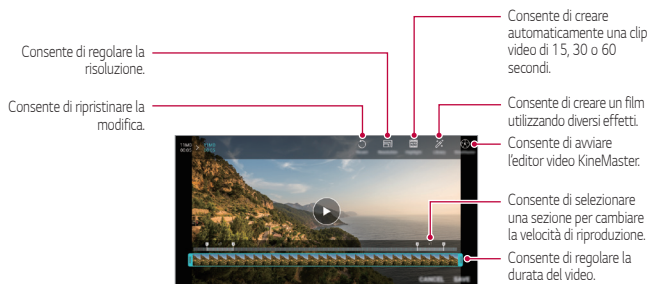 Consente di regolare la
risoluzione.
Consente di ripristinare la
modifica.
Consente di creare
automaticamente una clip
video di 15, 30 o 60
secondi.
Consente di creare un film
utilizzando diversi effetti.
Consente di avviare
l'editor video KineMaster.
Consente di selezionare
una sezione per cambiare
la velocità di riproduzione.
Consente di regolare la
durata del video.
CANCEL SAVE